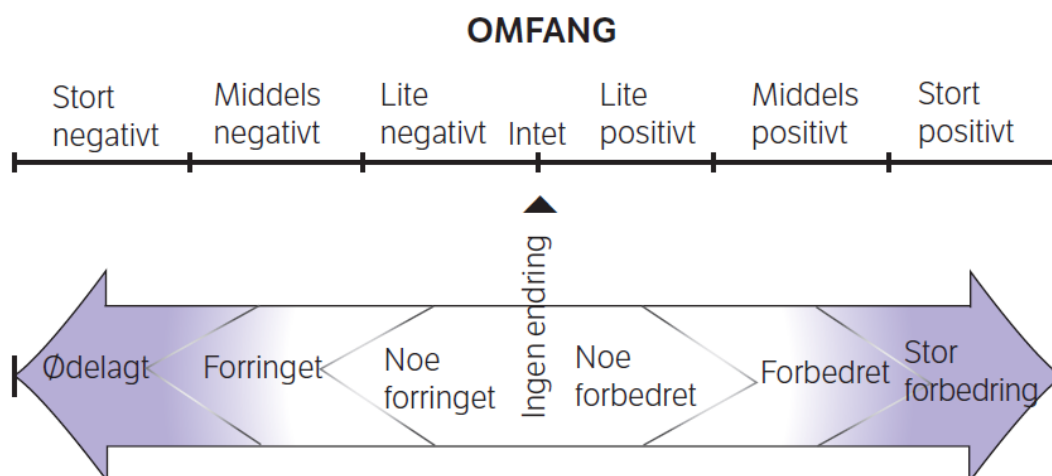 OMFANG
Stort
negativt
Middels
negativt
Lite
negativt
Intet
Lite
positivt
Middels
positivt
Stort
positivt
Ingen endring
Ødelagt
Forringet
Noe
forringet
Noe
forbedret
Forbedret
Stor
forbedring